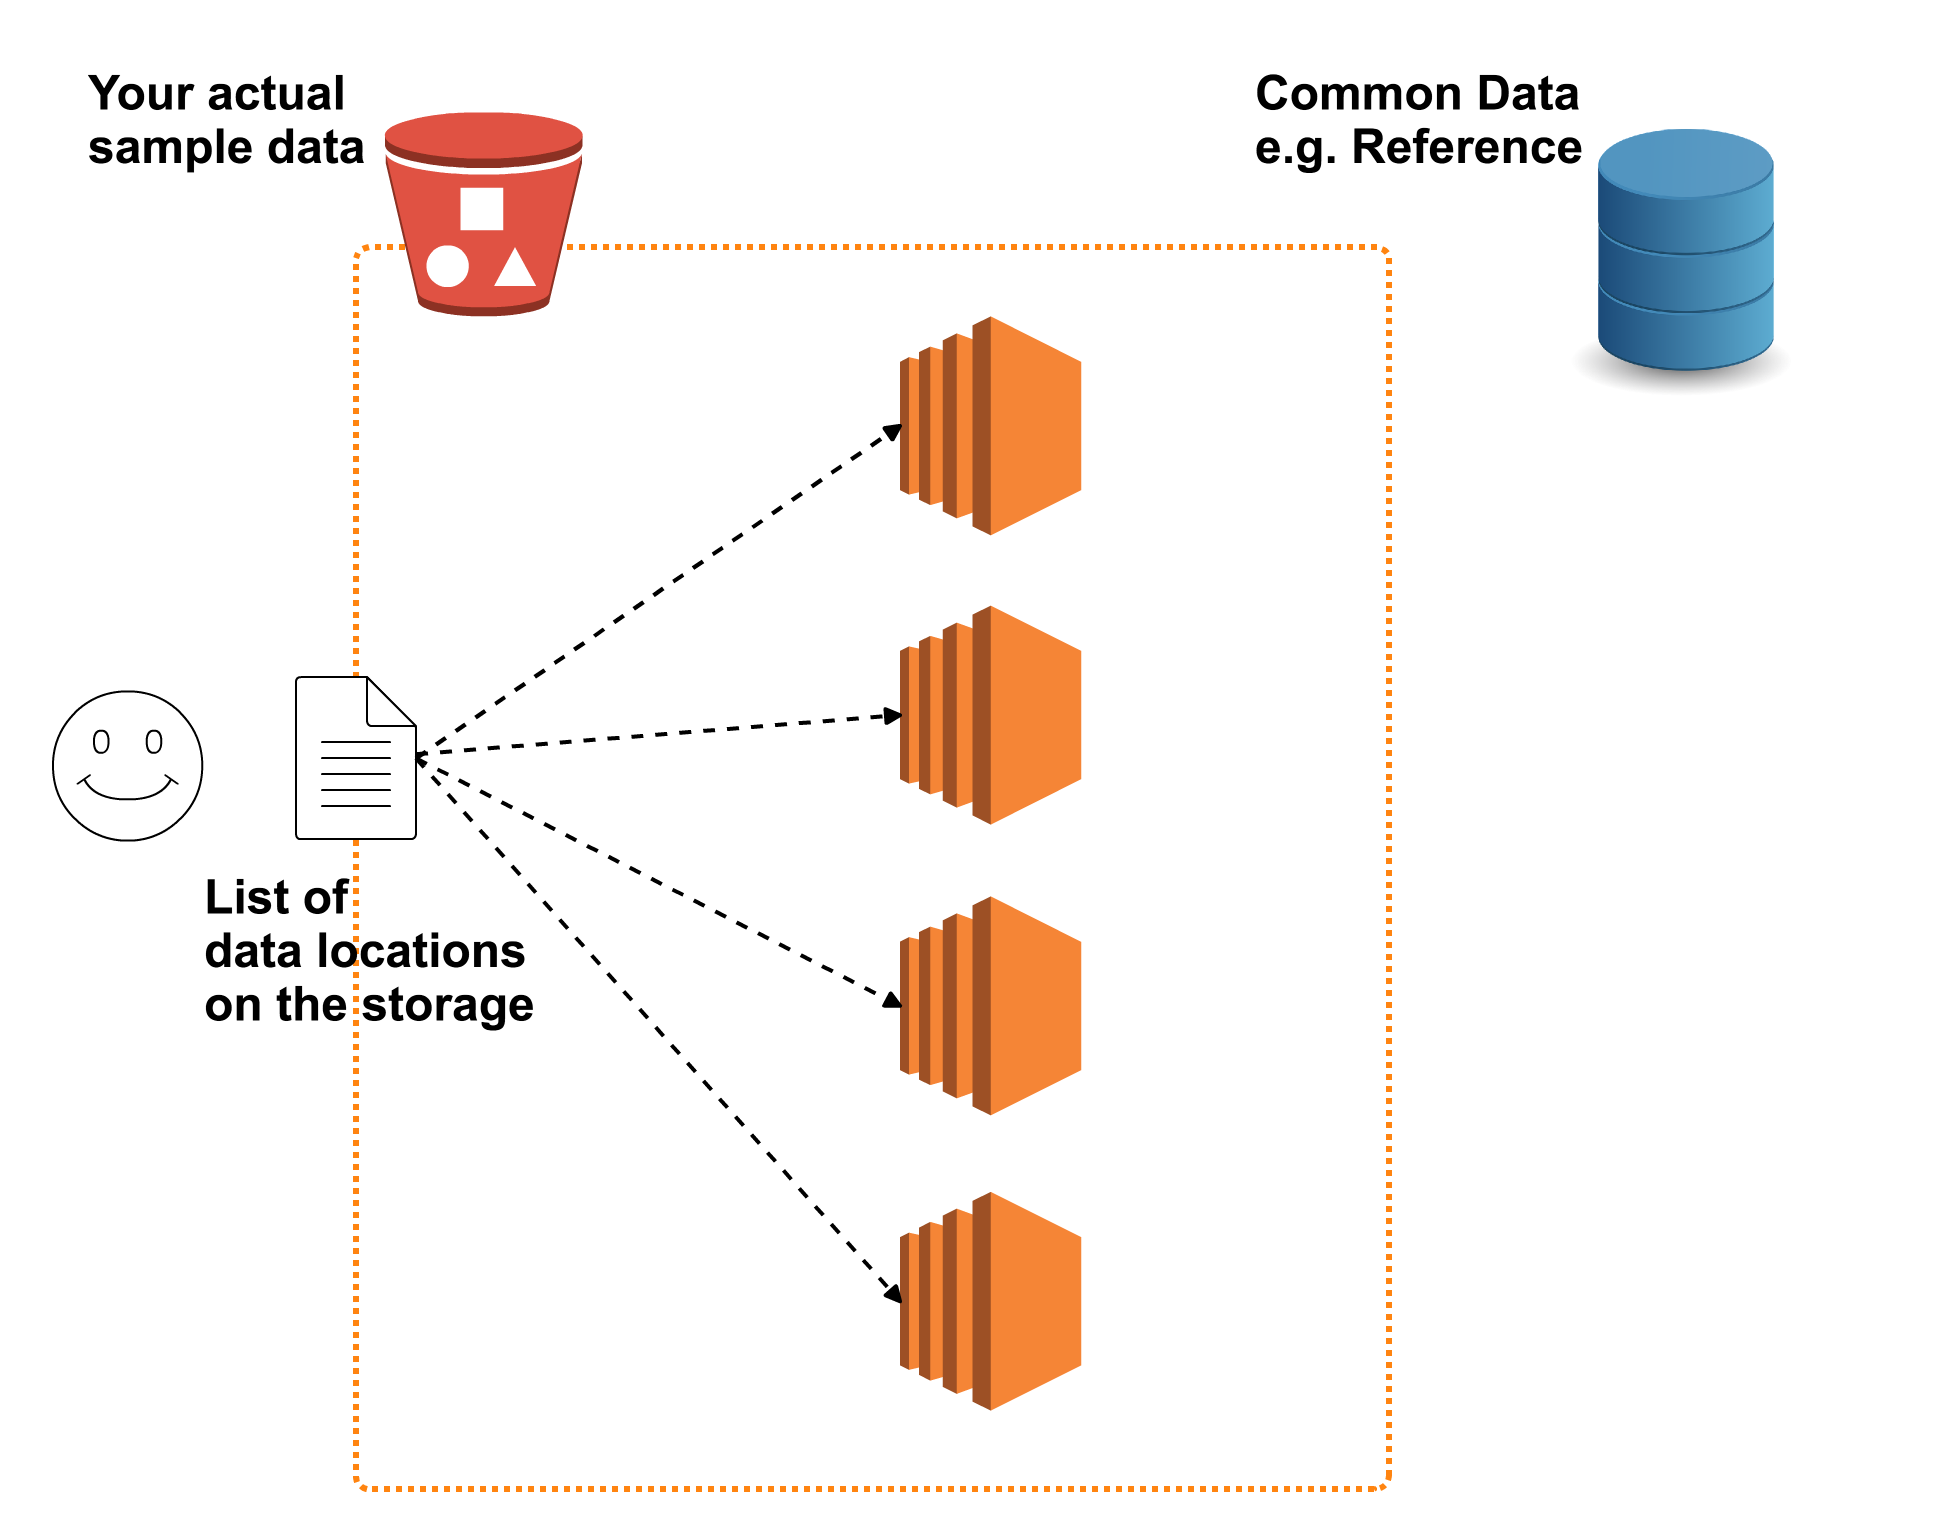 Your actual
sample data
Common Data
e.g. Reference
List of
data locations
on the storage